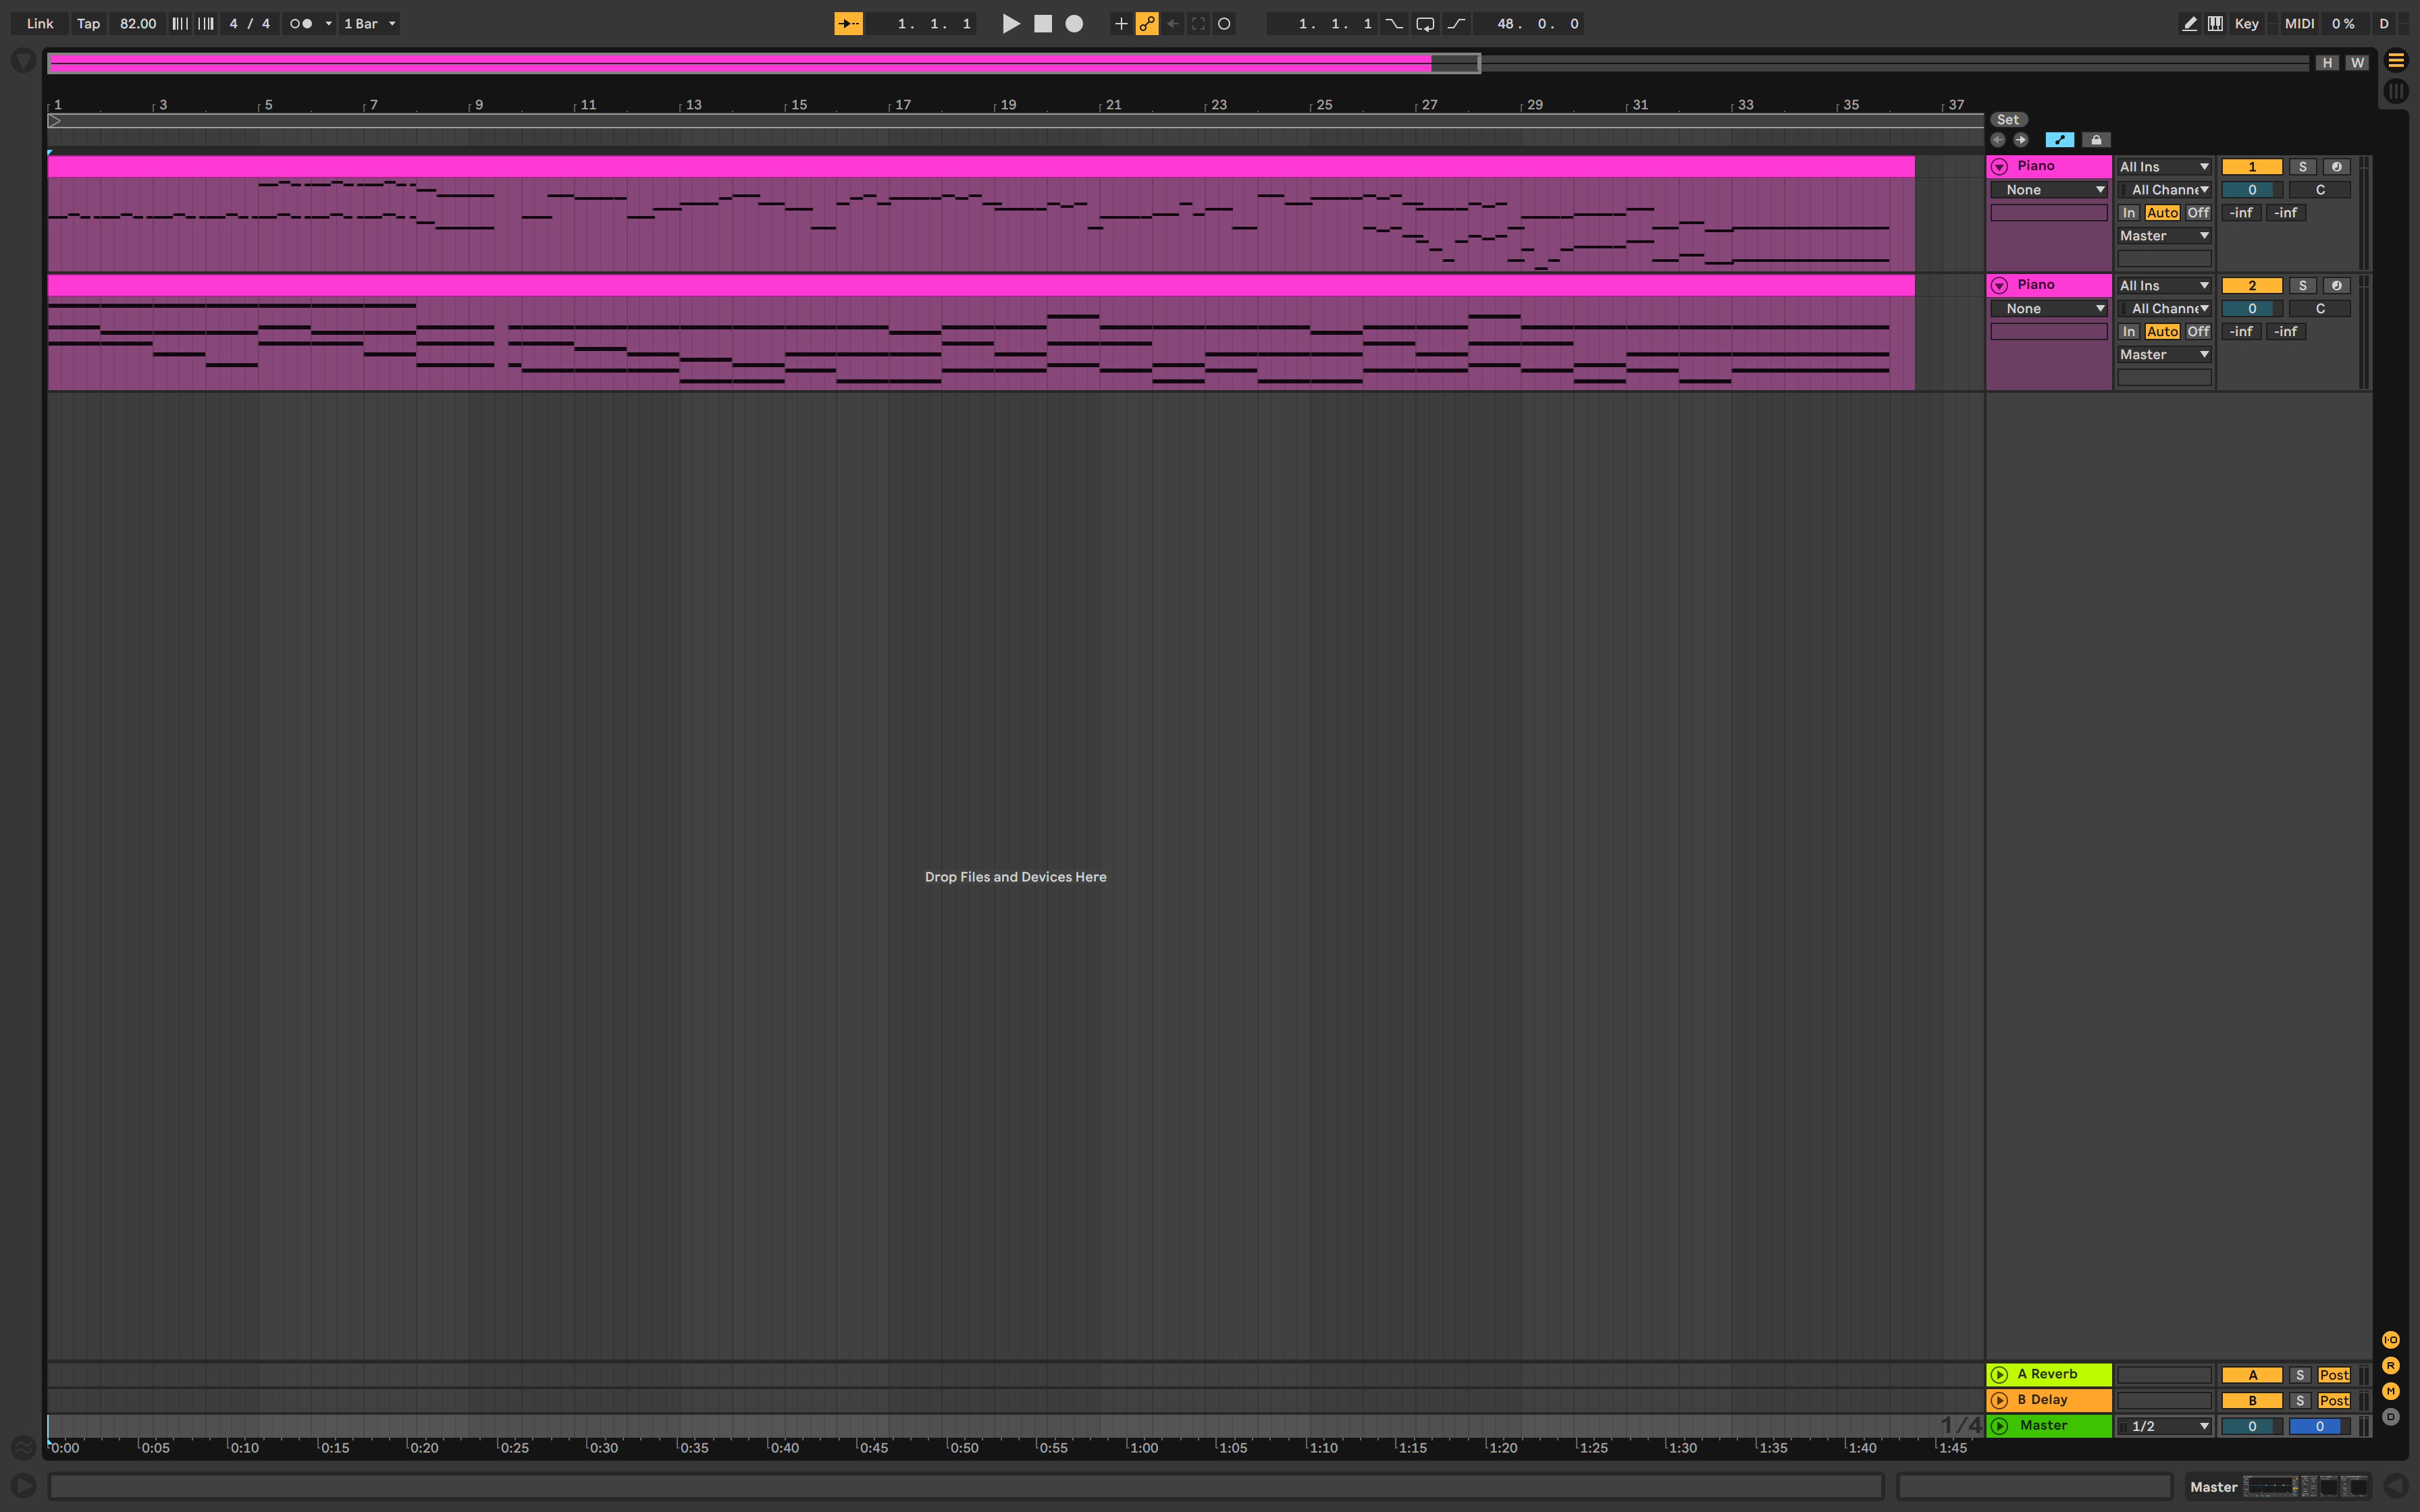 Link Tap 82.00 4 / 4 1 Bar 1. 1. 1 1. 1. 1 48. 0. 0 Key MIDI 0 % D
H W
1 3 5 7 9 11 13 15 17 19 21 23 25 27 29 31 33 35 37
Set
Piano All Ins 1 S
None All Channe 0 C
In Auto Off -inf -inf
Master
Piano All Ins 2 S
None All Channe 0 C
In Auto Off -inf -inf
Master
Drop Files and Devices Here
I·O
A Reverb A S Post R
B Delay B S Post M
D
1/4 Master 1/2 0 0
0:00 0:05 0:10 0:15 0:20 0:25 0:30 0:35 0:40 0:45 0:50 0:55 1:00 1:05 1:10 1:15 1:20 1:25 1:30 1:35 1:40 1:45
Master